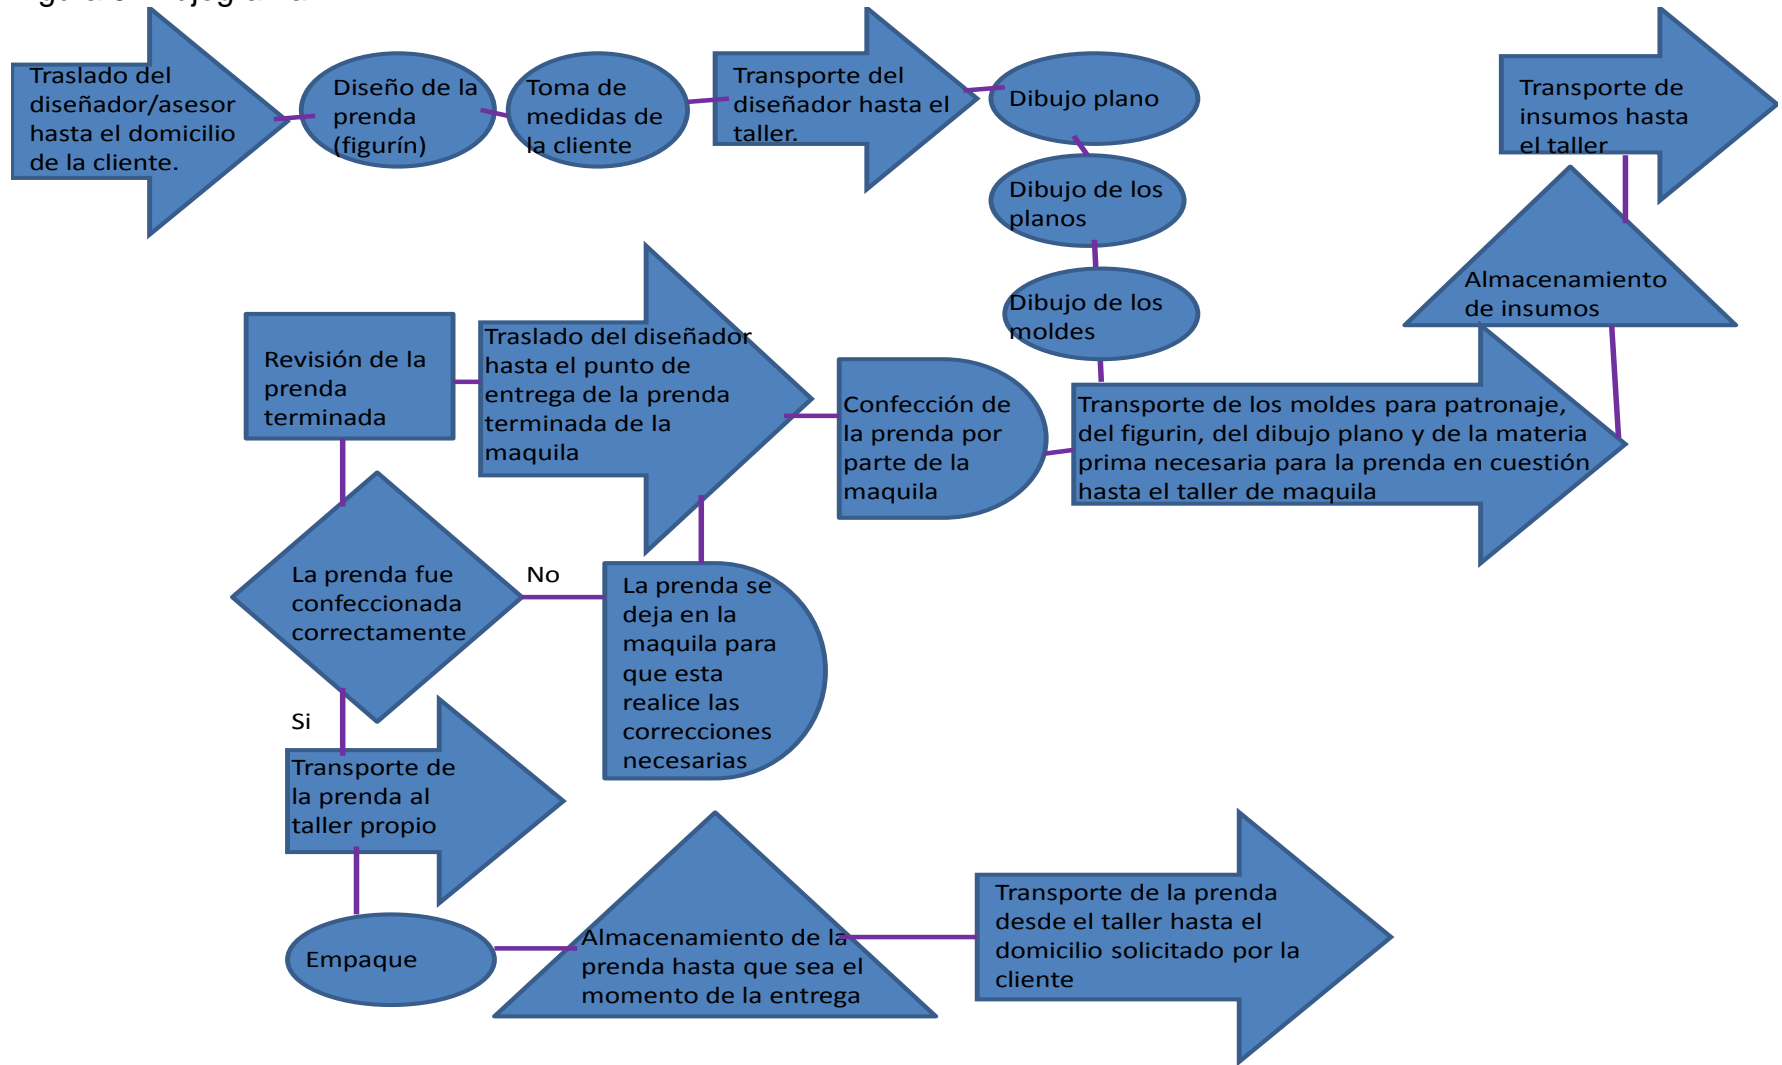 Traslado del
diseñador/asesor
hasta el domicilio
de la cliente.
Diseño de la
prenda
(figurín)
Toma de
medidas de
la cliente
Transporte del
diseñador hasta el
taller.
Dibujo plano
Dibujo de los
planos
Dibujo de los
moldes
Transporte de
insumos hasta
el taller
Almacenamiento
de insumos
Transporte de los moldes para patronaje,
del figurin, del dibujo plano y de la materia
prima necesaria para la prenda en cuestión
hasta el taller de maquila
Confección de
la prenda por
parte de la
maquila
Traslado del diseñador
hasta el punto de
entrega de la prenda
terminada de la
maquila
Revisión de la
prenda
terminada
La prenda fue
confeccionada
correctamente
No
La prenda se
deja en la
maquila para
que esta
realice las
correcciones
necesarias
Si
Transporte de
la prenda al
taller propio
Empaque
Almacenamiento de la
prenda hasta que sea el
momento de la entrega
Transporte de la prenda
desde el taller hasta el
domicilio solicitado por la
cliente